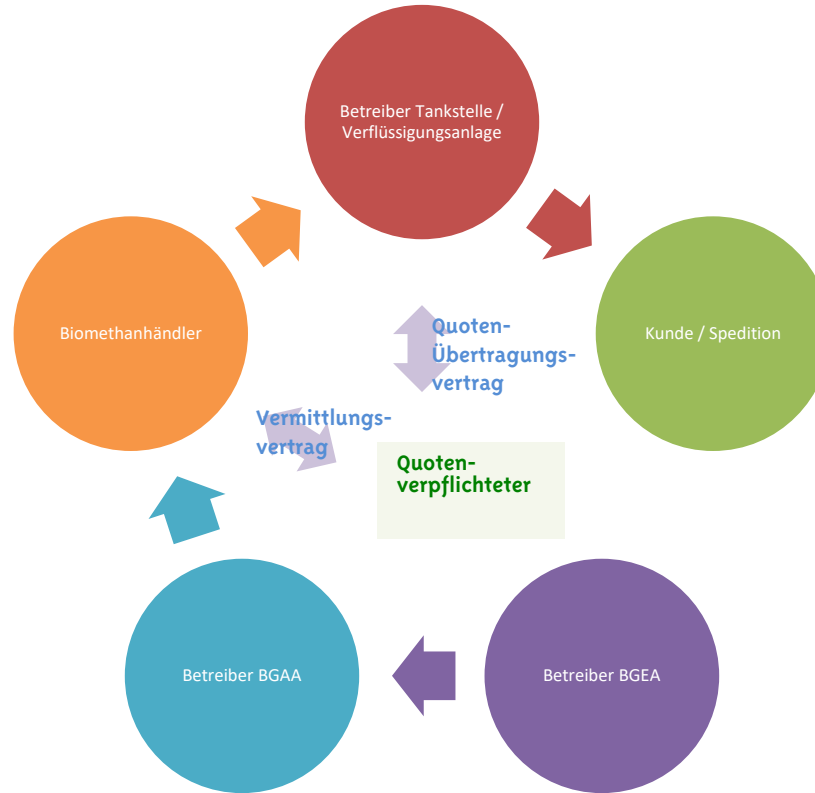 Betreiber Tankstelle /
Verflüssigungsanlage
Biomethanhändler
Kunde / Spedition
Quoten-
Übertragungs-
vertrag
Vermittlungs-
vertrag
Quoten-
verpflichteter
Betreiber BGAA
Betreiber BGEA